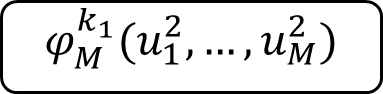 φ_M^{k_1}(u_1^2, ..., u_M^2)